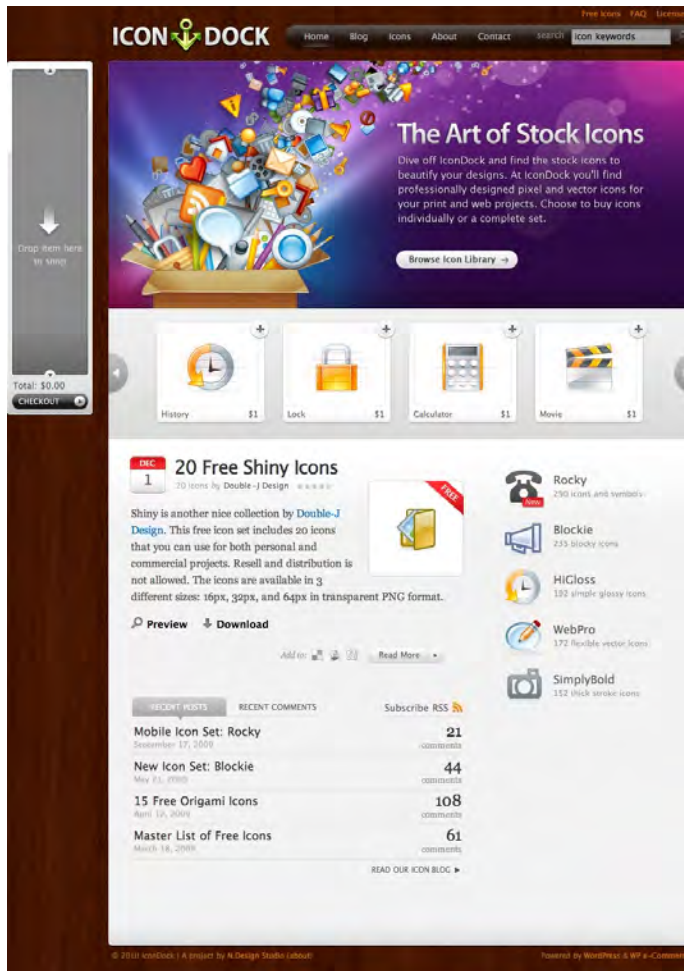 Free Icons FAQ License
ICON DOCK
Home Blog Icons About Contact search icon keywords
The Art of Stock Icons
Dive off IconDock and find the stock icons to
beautify your designs. At IconDock you'll find
professionally designed pixel and vector icons for
your print and web projects. Choose to buy icons
individually or a complete set.
Browse Icon Library →
Drop item here
to shop
Total: $0.00
CHECKOUT
History $1
Lock $1
Calculator $1
Movie $1
DEC
1
20 Free Shiny Icons
20 icons by Double-J Design
FREE
Shiny is another nice collection by Double-J
Design. This free icon set includes 20 icons
that you can use for both personal and
commercial projects. Resell and distribution is
not allowed. The icons are available in 3
different sizes: 16px, 32px, and 64px in transparent PNG format.
Preview Download
Add to: Read More
RECENT POSTS RECENT COMMENTS Subscribe RSS
Mobile Icon Set: Rocky 21
September 17, 2009 comments
New Icon Set: Blockie 44
comments
15 Free Origami Icons 108
April 12, 2009 comments
Master List of Free Icons 61
March 18, 2009 comments
READ OUR ICON BLOG ►
Rocky
250 icons and symbols
New
Blockie
235 blocky icons
HiGloss
192 simple glossy icons
WebPro
172 flexible vector icons
SimplyBold
152 thick stroke icons
© 2010 IconDock | A project by N.Design Studio (about)
Powered by WordPress & WP e-Comm